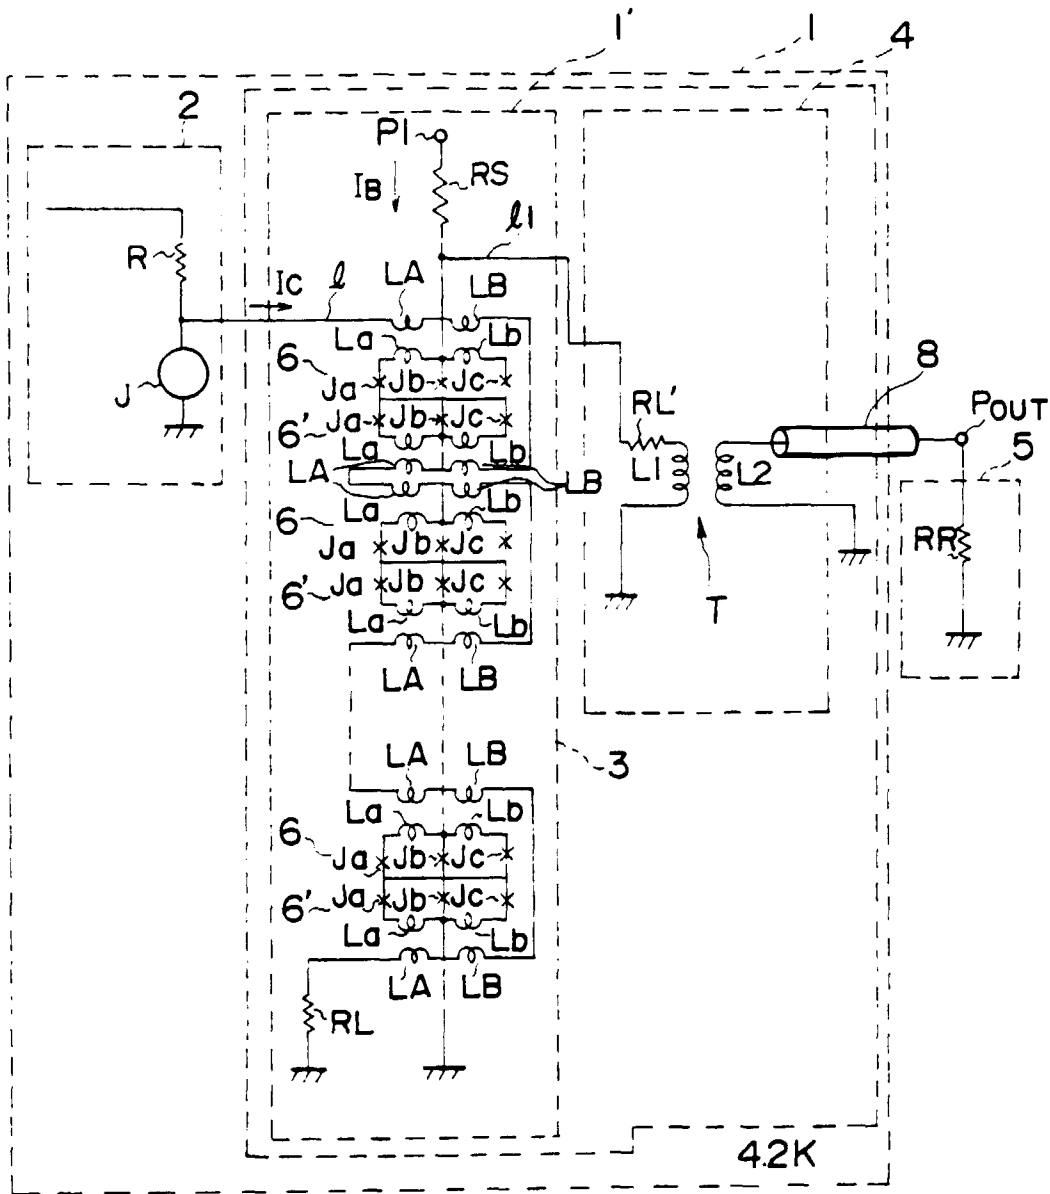 1' 1 4
2
P1
IB RS
ℓ1
R
IC ℓ LA LB
La Lb
6 Ja Jb Jc
J
6' Ja Jb Jc
La Lb
LA LB
La Lb
6 Ja Jb Jc
6' Ja Jb Jc
La Lb
LA LB
8
RL' POUT
L1 L2 5
RR
T
LA LB
3
La Lb
6 Ja Jb Jc
6' Ja Jb Jc
La Lb
LA LB
RL
4.2K